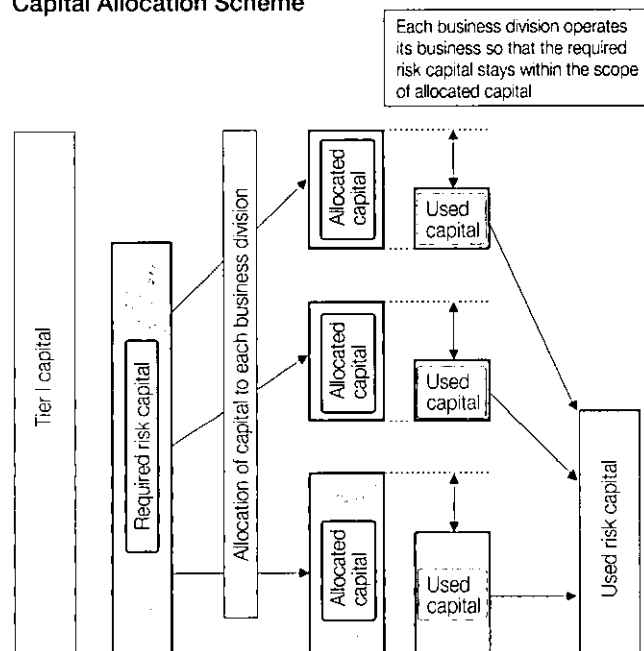 Capital Allocation Scheme
Each business division operates
its business so that the required
risk capital stays within the scope
of allocated capital
Tier I capital
Required risk capital
Allocation of capital to each business division
Allocated
capital
Used
capital
Allocated
capital
Used
capital
Allocated
capital
Used
capital
Used risk capital